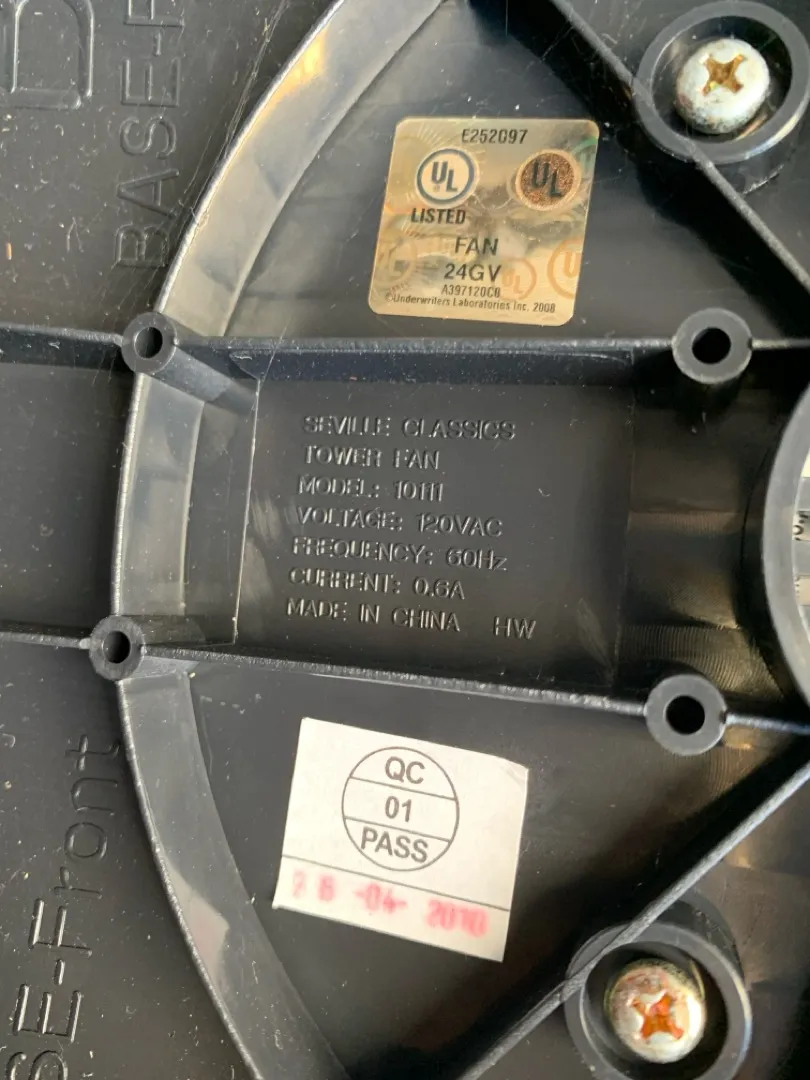 BASE-F
E252097
UL
UL
LISTED
FAN
24GV
A397120C0
©Underwriters Laboratories Inc. 2008
SEVILLE CLASSICS
TOWER FAN
MODEL: 10111
VOLTAGE: 120VAC
FREQUENCY: 60Hz
CURRENT: 0.6A
MADE IN CHINA HW
QC
01
PASS
28 -04- 2010
SE-Front